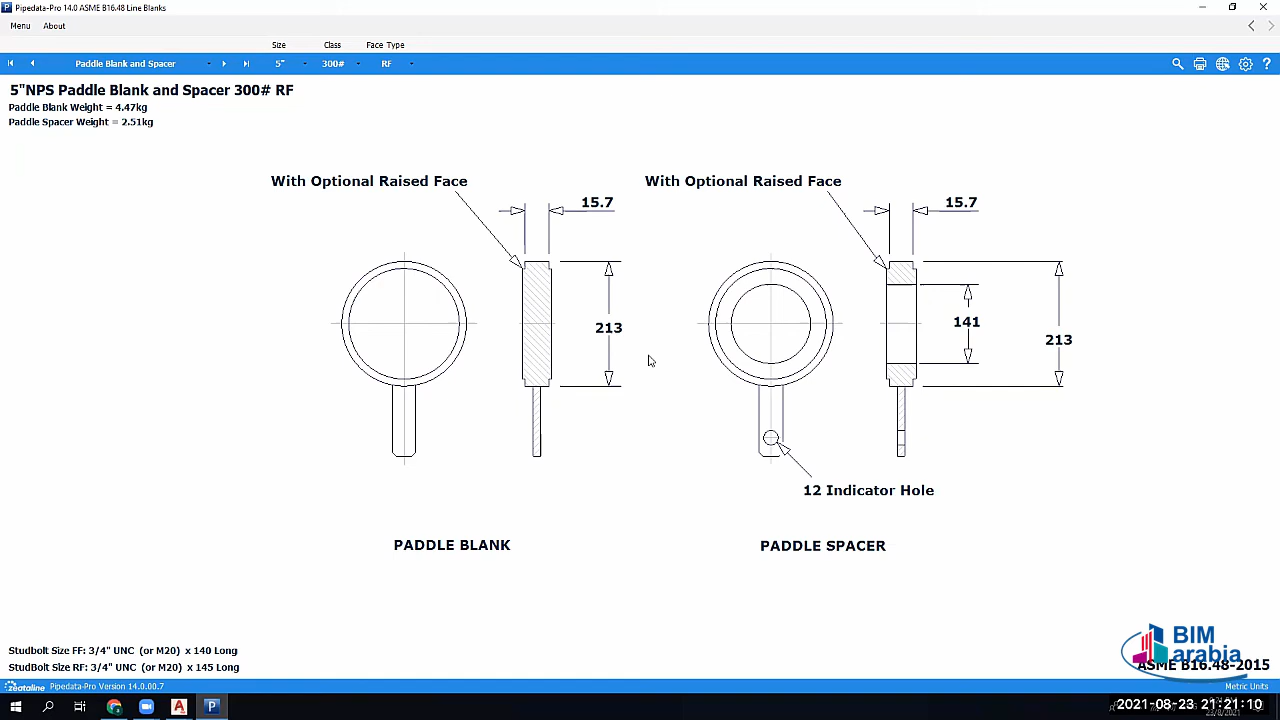 Pipedata-Pro 14.0 ASME B16.48 Line Blanks
Menu About
Size Class Face Type
Paddle Blank and Spacer 5" 300# RF
5"NPS Paddle Blank and Spacer 300# RF
Paddle Blank Weight = 4.47kg
Paddle Spacer Weight = 2.51kg
With Optional Raised Face
With Optional Raised Face
15.7
15.7
213
141
213
12 Indicator Hole
PADDLE BLANK
PADDLE SPACER
Studbolt Size FF: 3/4" UNC (or M20) x 140 Long
StudBolt Size RF: 3/4" UNC (or M20) x 145 Long
BIM
arabia
ASME B16.48-2015
Zeataline Pipedata-Pro Version 14.0.00.7
Metric Units
2021-08-23 21:21:10